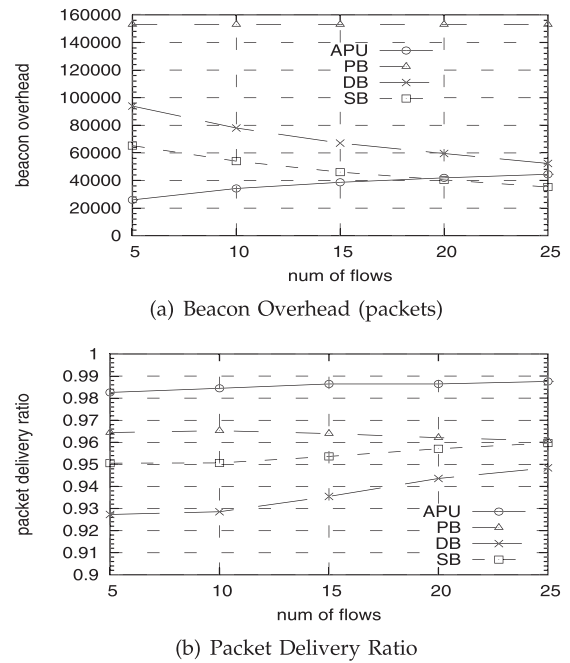 160000
140000
120000
100000
80000
60000
40000
20000
0
beacon overhead
APU
PB
DB
SB
5 10 15 20 25
num of flows
(a) Beacon Overhead (packets)
1
0.99
0.98
0.97
0.96
0.95
0.94
0.93
0.92
0.91
0.9
packet delivery ratio
APU
PB
DB
SB
5 10 15 20 25
num of flows
(b) Packet Delivery Ratio